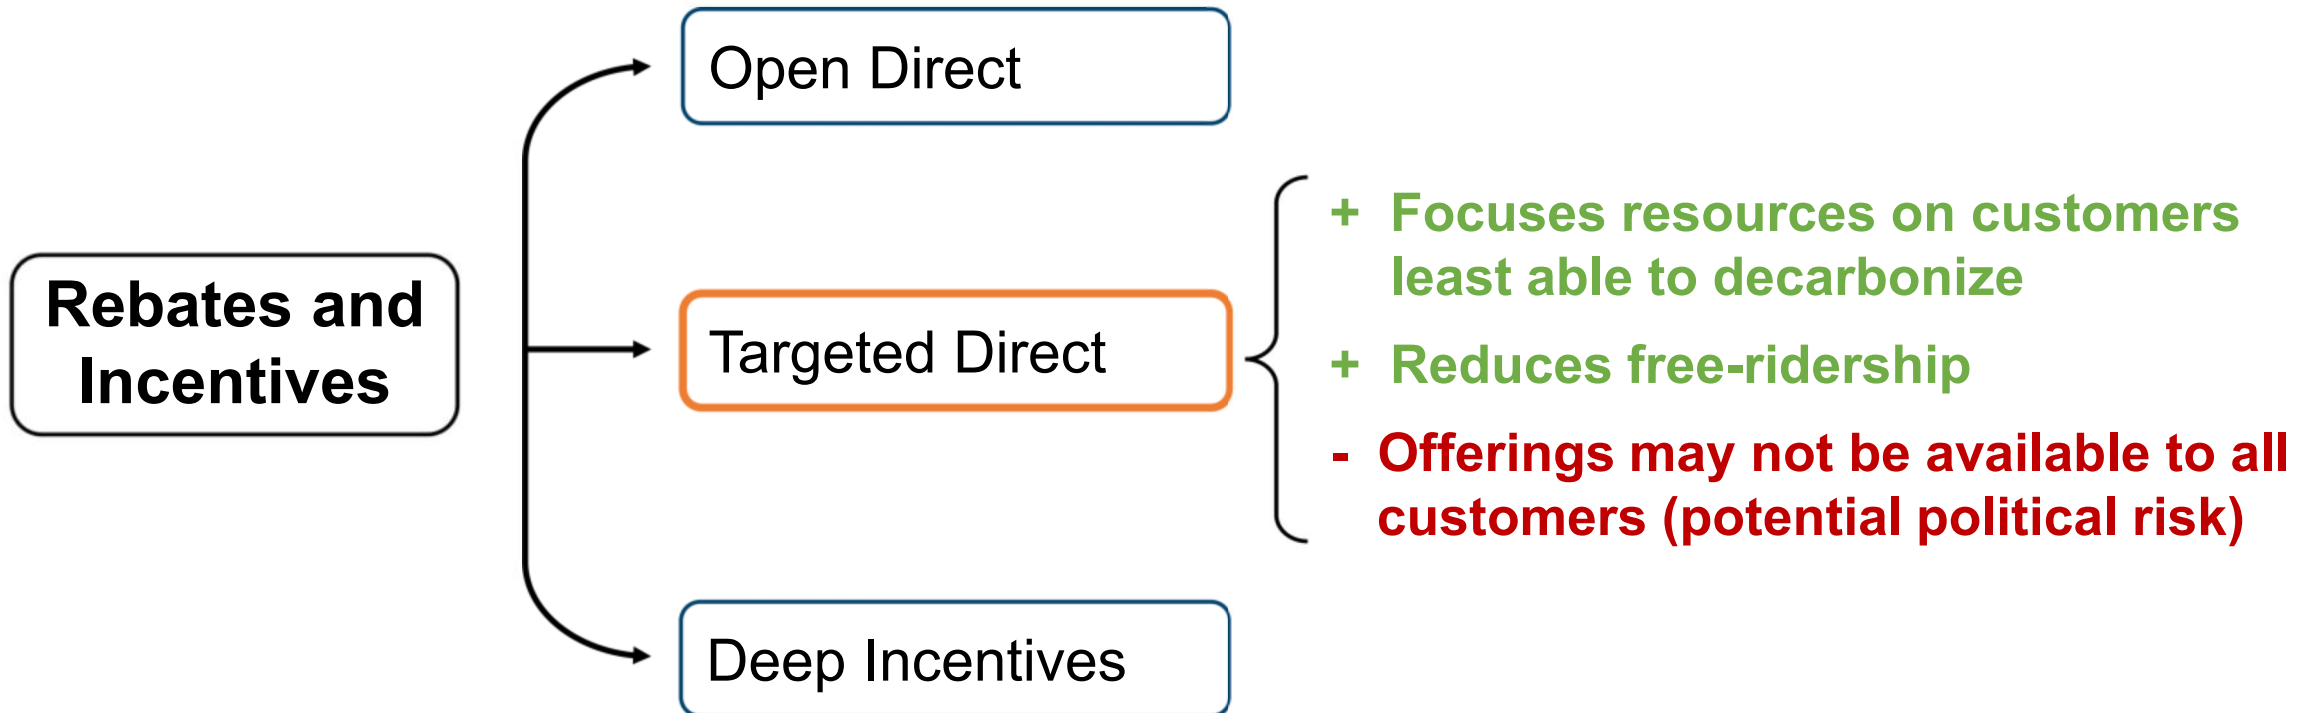 Open Direct
Rebates and
Incentives
Targeted Direct
+ Focuses resources on customers
least able to decarbonize
+ Reduces free-ridership
- Offerings may not be available to all
customers (potential political risk)
Deep Incentives